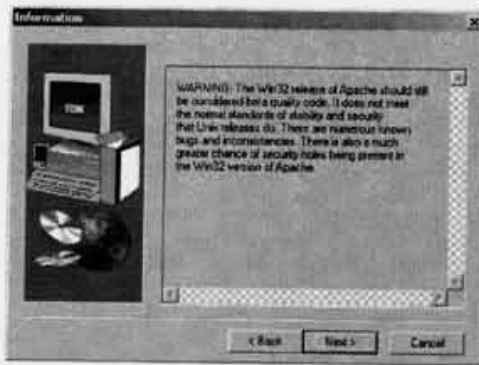 Information
WARNING: The Win32 release of Apache should still
be considered beta quality code. It does not meet
the normal standards of stability and security
that Unix releases do. There are numerous known
bugs and inconsistencies. There is also a much
greater chance of security holes being present in
the Win32 version of Apache.
< Back
Next >
Cancel